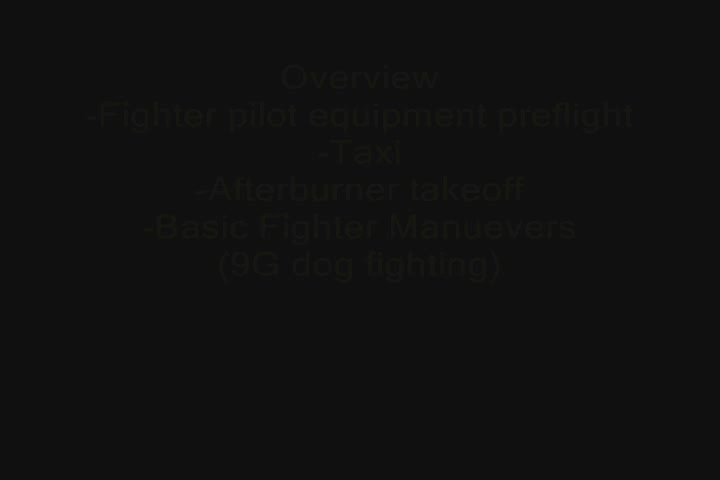 Overview
-Fighter pilot equipment preflight
-Taxi
-Afterburner takeoff
-Basic Fighter Manuevers
(9G dog fighting)